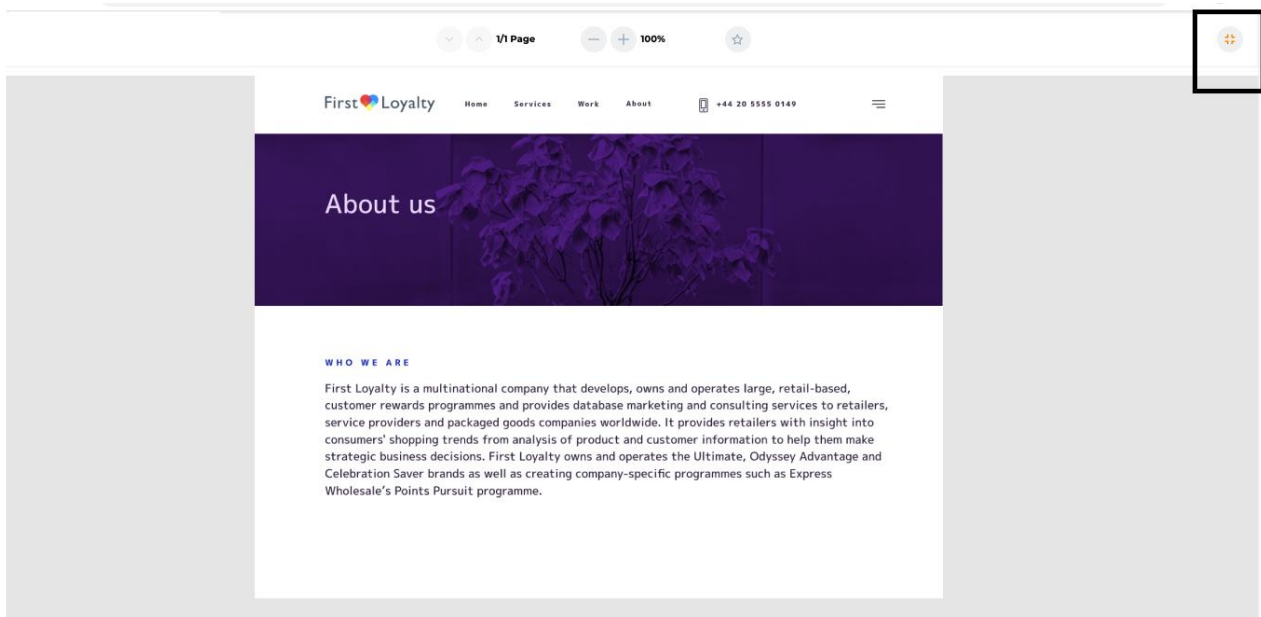 1/1 Page 100%
First Loyalty Home Services Work About +44 20 5555 0149
About us
WHO WE ARE
First Loyalty is a multinational company that develops, owns and operates large, retail-based,
customer rewards programmes and provides database marketing and consulting services to retailers,
service providers and packaged goods companies worldwide. It provides retailers with insight into
consumers' shopping trends from analysis of product and customer information to help them make
strategic business decisions. First Loyalty owns and operates the Ultimate, Odyssey Advantage and
Celebration Saver brands as well as creating company-specific programmes such as Express
Wholesale’s Points Pursuit programme.